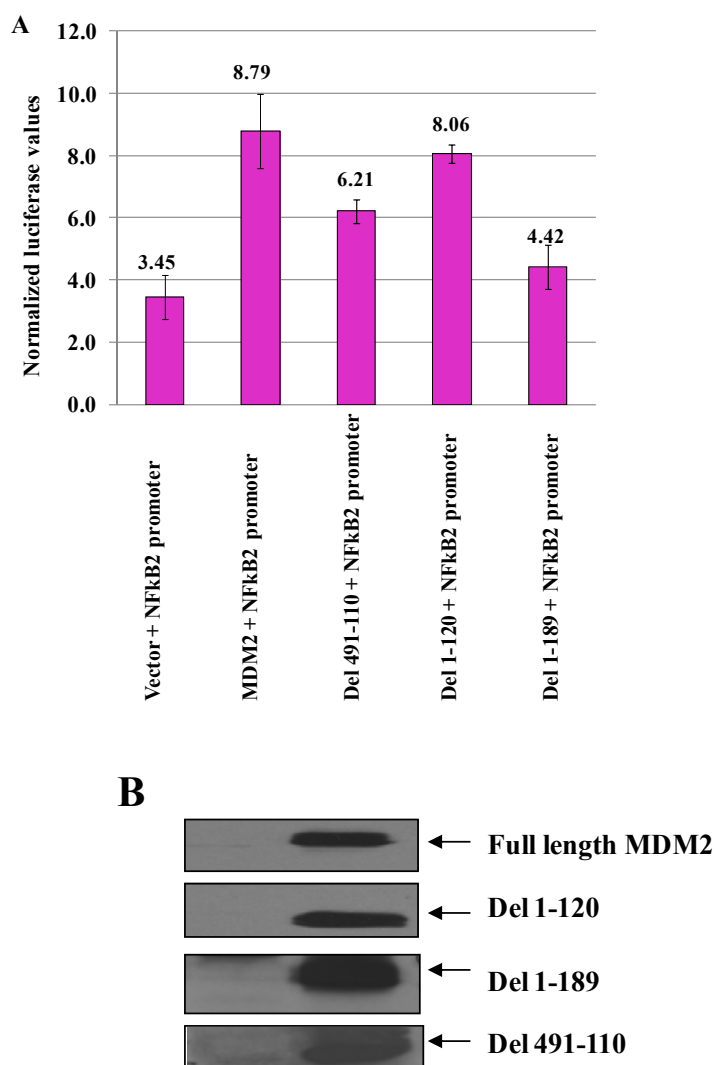 A
12.0
10.0
8.0
6.0
4.0
2.0
0.0
Normalized luciferase values
3.45
8.79
6.21
8.06
4.42
Vector + NFkB2 promoter
MDM2 + NFkB2 promoter
Del 491-110 + NFkB2 promoter
Del 1-120 + NFkB2 promoter
Del 1-189 + NFkB2 promoter
B
Full length MDM2
Del 1-120
Del 1-189
Del 491-110